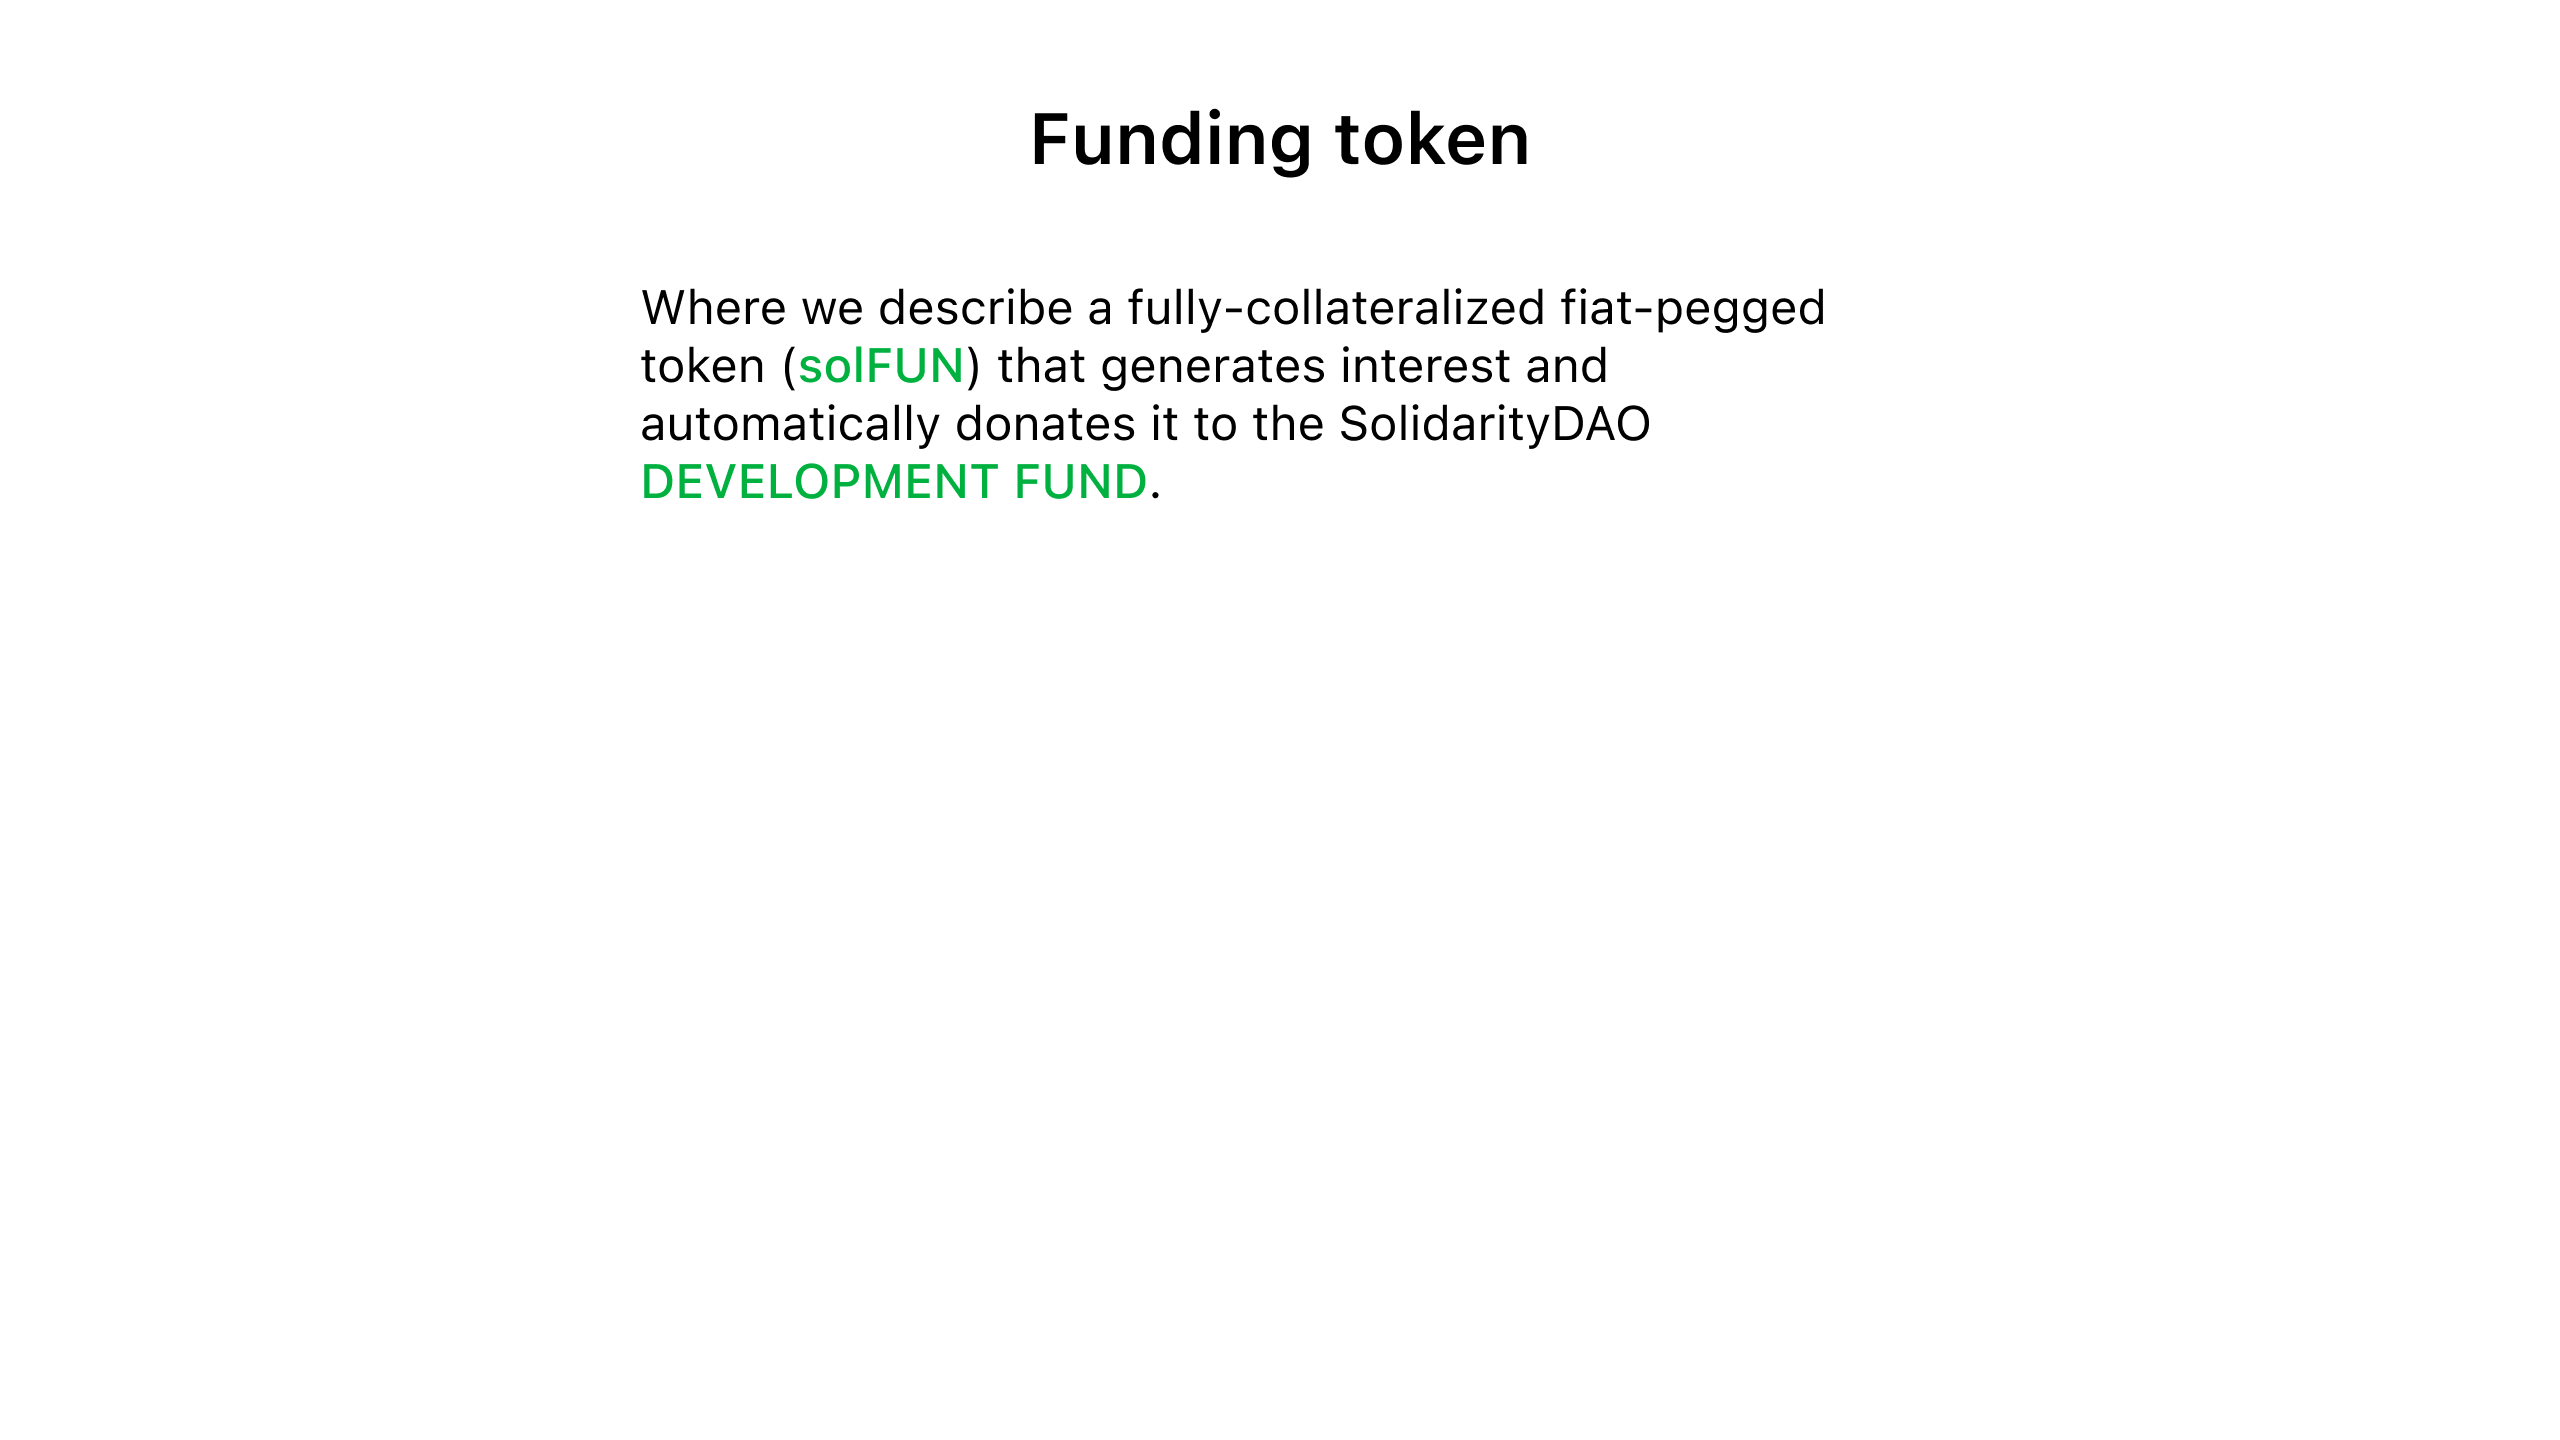 Funding token
Where we describe a fully-collateralized fiat-pegged
token (solFUN) that generates interest and
automatically donates it to the SolidarityDAO
DEVELOPMENT FUND.